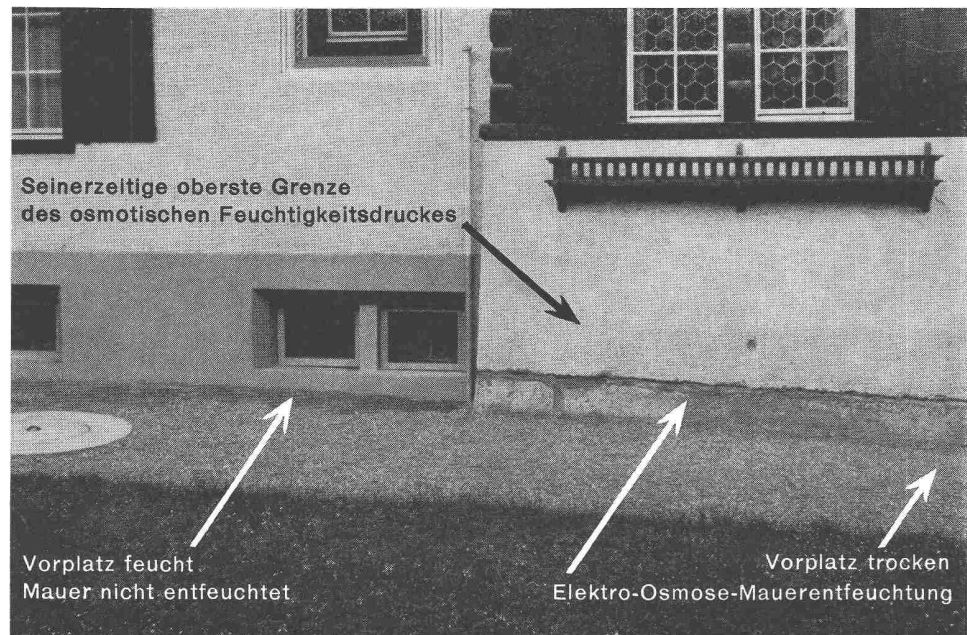 Seinerzeitige oberste Grenze
des osmotischen Feuchtigkeitsdruckes
Vorplatz feucht
Mauer nicht entfeuchtet
Vorplatz trocken
Elektro-Osmose-Mauerentfeuchtung